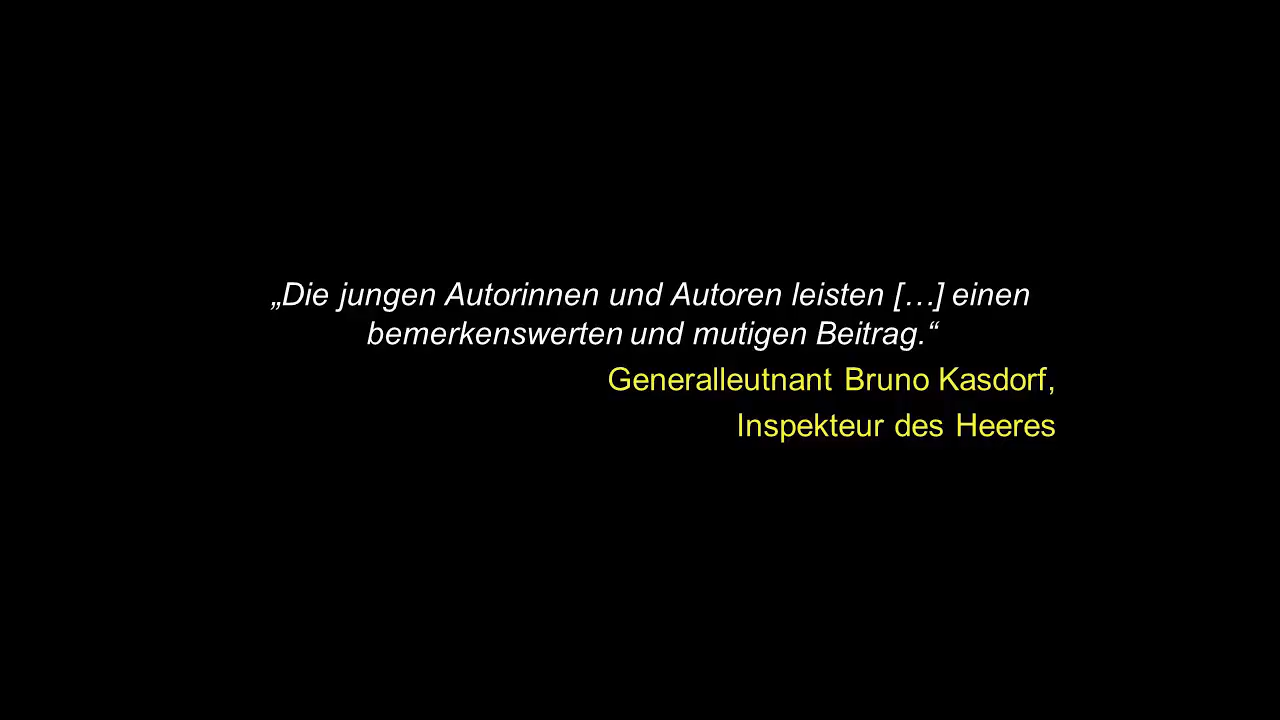 „Die jungen Autorinnen und Autoren leisten […] einen
bemerkenswerten und mutigen Beitrag.“
Generalleutnant Bruno Kasdorf,
Inspekteur des Heeres